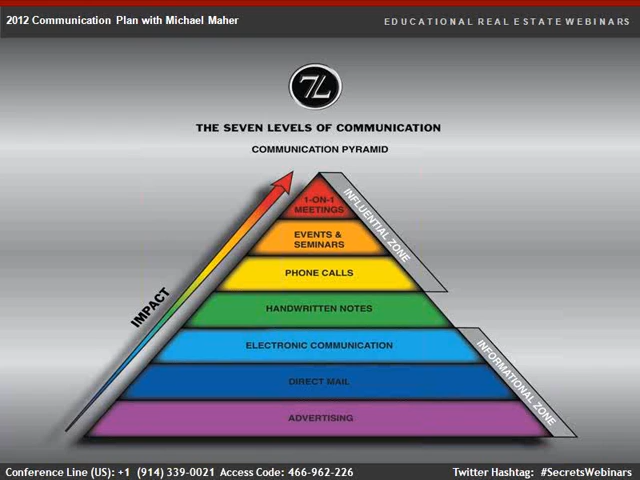 2012 Communication Plan with Michael Maher
EDUCATIONAL REAL ESTATE WEBINARS
7L
THE SEVEN LEVELS OF COMMUNICATION
COMMUNICATION PYRAMID
1-ON-1
MEETINGS
INFLUENTIAL ZONE
EVENTS &
SEMINARS
PHONE CALLS
IMPACT
HANDWRITTEN NOTES
ELECTRONIC COMMUNICATION
INFORMATIONAL ZONE
DIRECT MAIL
ADVERTISING
Conference Line (US): +1 (914) 339-0021 Access Code: 466-962-226
Twitter Hashtag: #SecretsWebinars